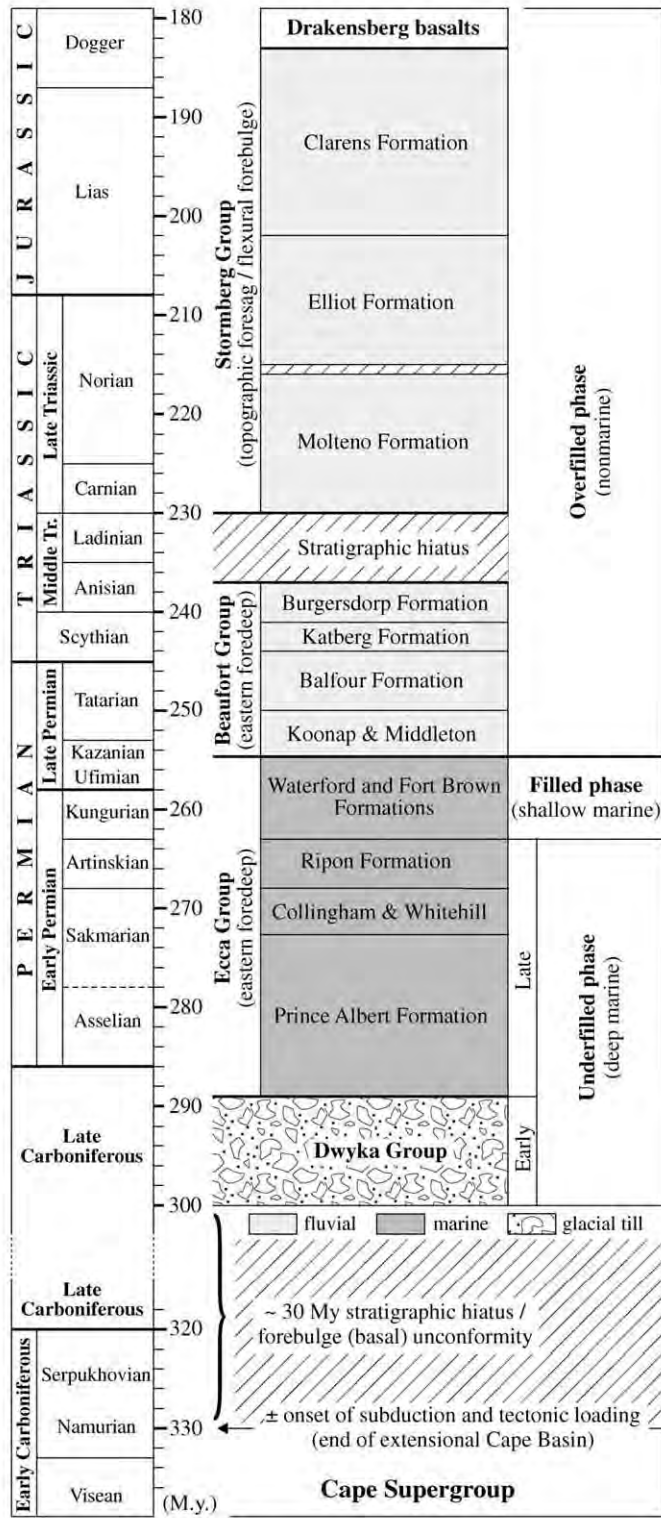 JURASSIC
Dogger
Lias
TRIASSIC
Late Triassic
Norian
Carnian
Middle Tr.
Ladinian
Anisian
Scythian
PERMIAN
Late Permian
Tatarian
Kazanian
Ufimian
Early Permian
Kungurian
Artinskian
Sakmarian
Asselian
Late
Carboniferous
Late
Carboniferous
Early Carboniferous
Serpukhovian
Namurian
Visean
180
190
200
210
220
230
240
250
260
270
280
290
300
320
330
(M.y.)
Stormberg Group
(topographic foresag / flexural forebulge)
Beaufort Group
(eastern foredeep)
Ecca Group
(eastern foredeep)
Drakensberg basalts
Clarens Formation
Elliot Formation
Molteno Formation
Stratigraphic hiatus
Burgersdorp Formation
Katberg Formation
Balfour Formation
Koonap & Middleton
Waterford and Fort Brown
Formations
Ripon Formation
Collingham & Whitehill
Prince Albert Formation
Dwyka Group
Overfilled phase
(nonmarine)
Filled phase
(shallow marine)
Late
Early
Underfilled phase
(deep marine)
fluvial
marine
glacial till
~ 30 My stratigraphic hiatus /
forebulge (basal) unconformity
± onset of subduction and tectonic loading
(end of extensional Cape Basin)
Cape Supergroup